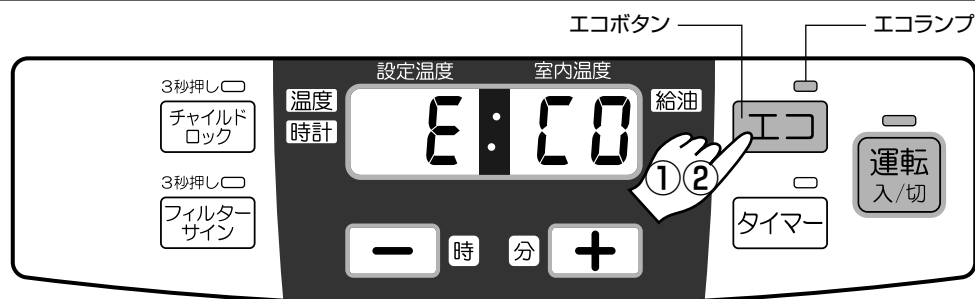 エコボタン
エコランプ
設定温度
室内温度
3秒押し
チャイルド
ロック
温度
時計
E:CO
給油
エコ
①②
運転
入/切
3秒押し
フィルター
サイン
タイマー
−
時
分
+